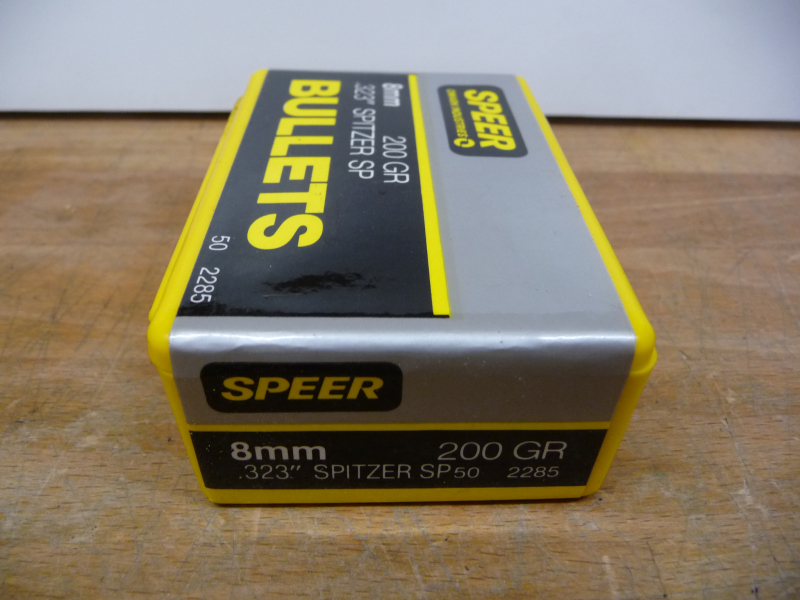 8mm 200 GR
.323" SPITZER SP
BULLETS
50 2285
SPEER
SPEER
8mm 200 GR
.323" SPITZER SP 50 2285